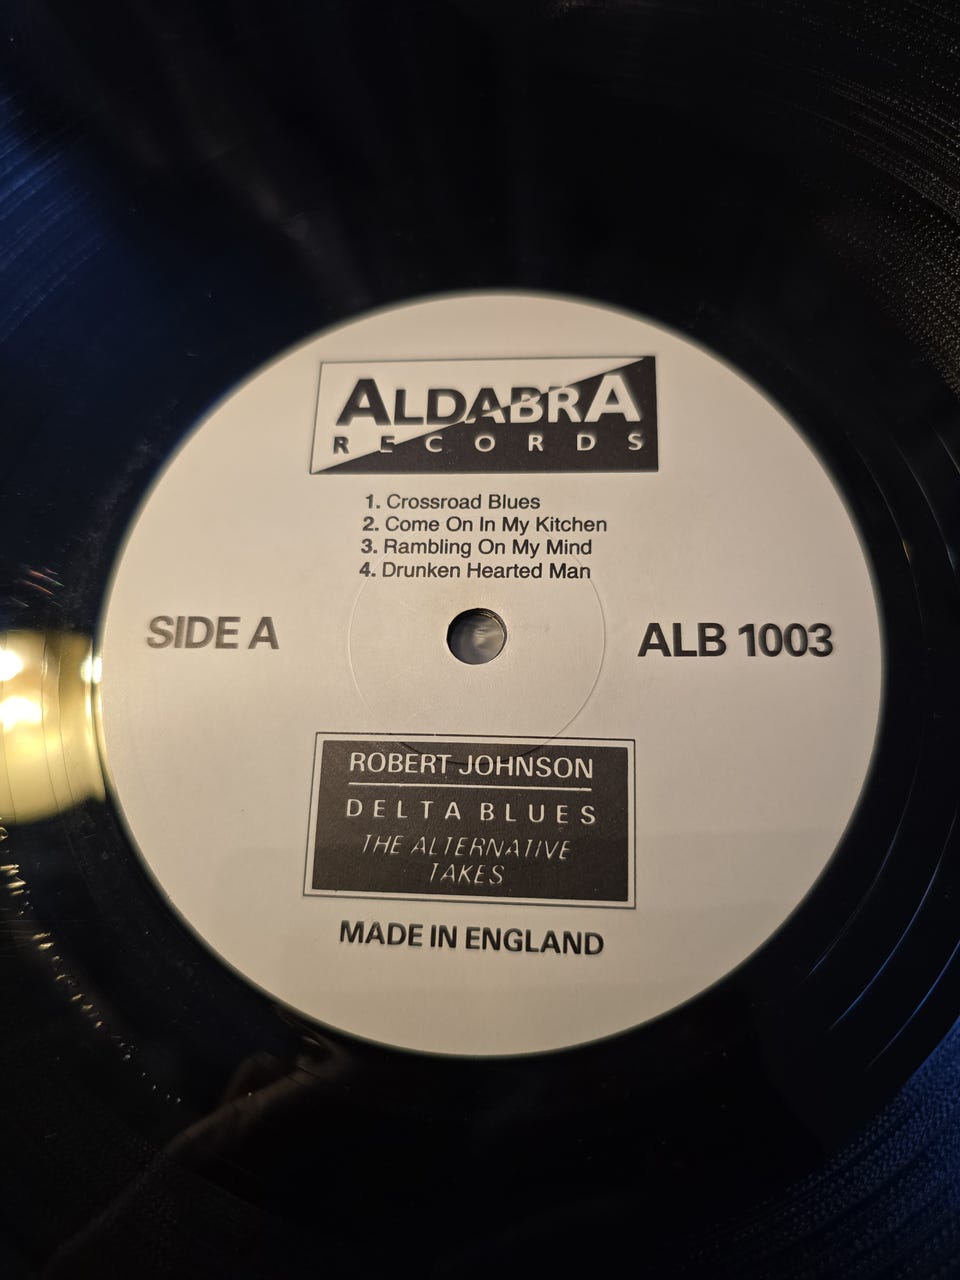 ALDABRA
RECORDS
1. Crossroad Blues
2. Come On In My Kitchen
3. Rambling On My Mind
4. Drunken Hearted Man
SIDE A
ALB 1003
ROBERT JOHNSON
DELTA BLUES
THE ALTERNATIVE
TAKES
MADE IN ENGLAND